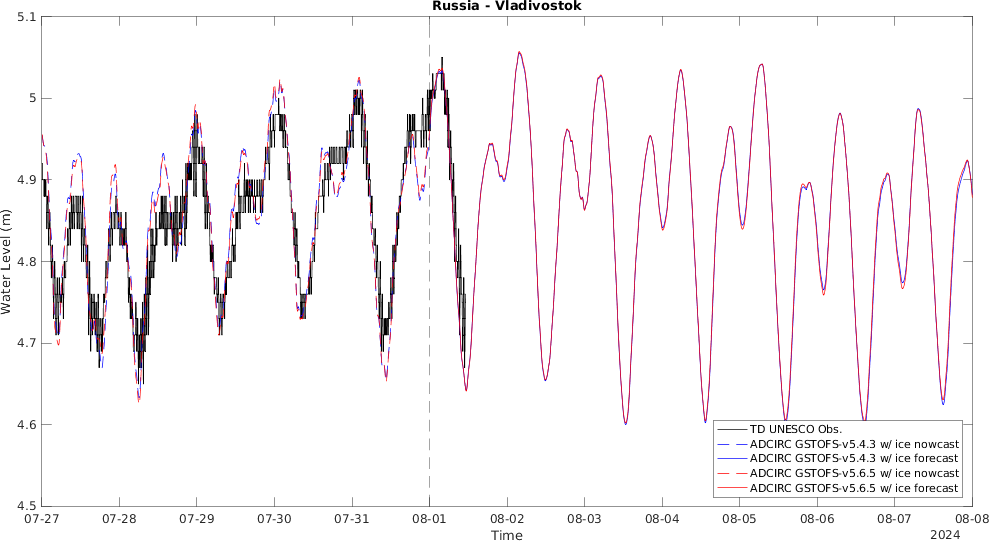 Russia - Vladivostok
5.1
5
4.9
4.8
4.7
4.6
4.5
Water Level (m)
TD UNESCO Obs.
ADCIRC GSTOFS-v5.4.3 w/ ice nowcast
ADCIRC GSTOFS-v5.4.3 w/ ice forecast
ADCIRC GSTOFS-v5.6.5 w/ ice nowcast
ADCIRC GSTOFS-v5.6.5 w/ ice forecast
07-27 07-28 07-29 07-30 07-31 08-01 08-02 08-03 08-04 08-05 08-06 08-07 08-08
Time
2024